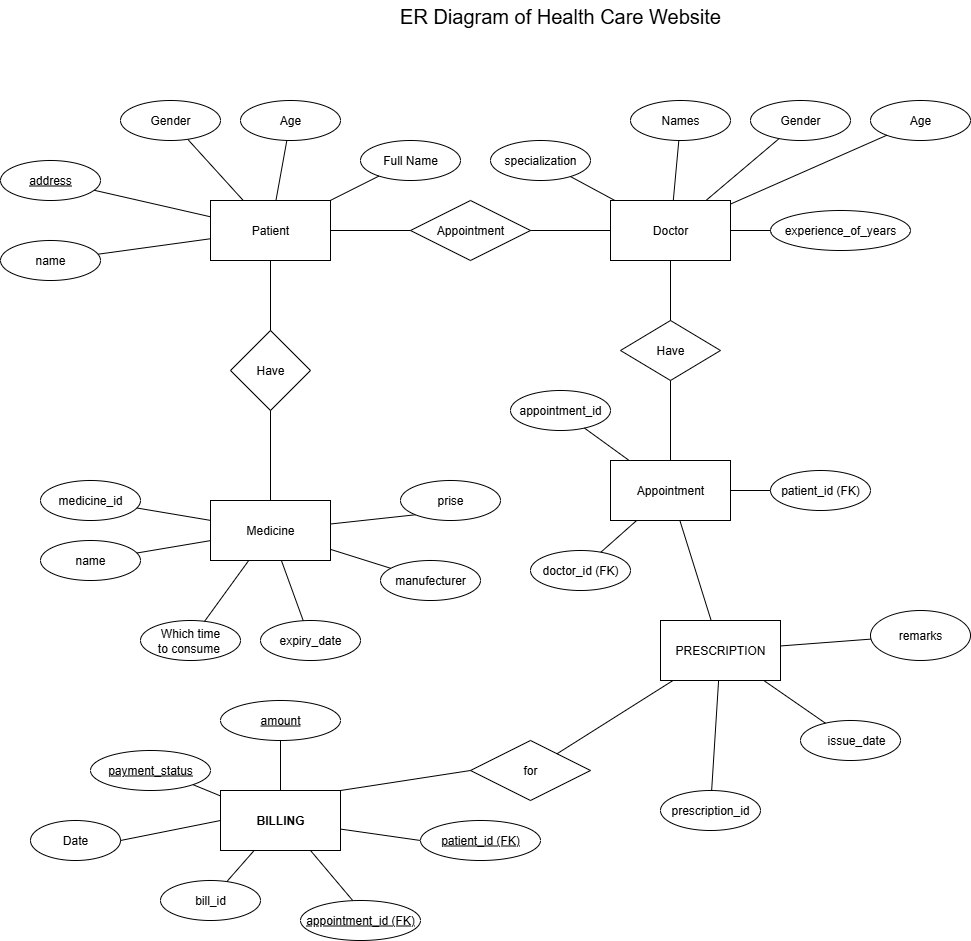 ER Diagram of Health Care Website
Gender
Age
Names
Gender
Age
Full Name
specialization
address
Patient
Appointment
Doctor
experience_of_years
name
Have
Have
appointment_id
medicine_id
prise
Appointment
patient_id (FK)
Medicine
name
manufecturer
doctor_id (FK)
Which time
to consume
expiry_date
PRESCRIPTION
remarks
amount
issue_date
payment_status
for
prescription_id
BILLING
Date
patient_id (FK)
bill_id
appointment_id (FK)